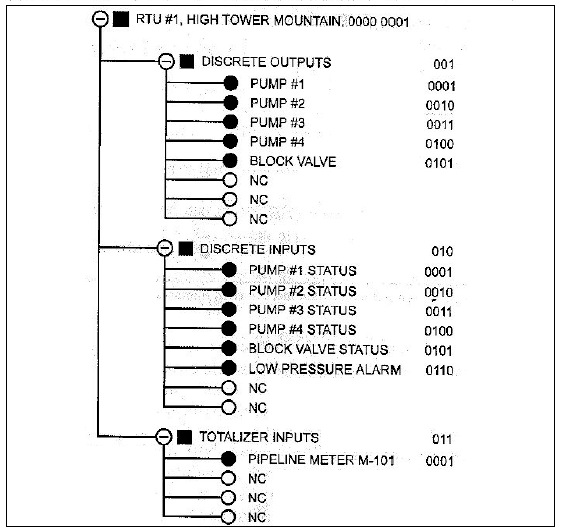 RTU #1, HIGH TOWER MOUNTAIN, 0000 0001
DISCRETE OUTPUTS 001
PUMP #1 0001
PUMP #2 0010
PUMP #3 0011
PUMP #4 0100
BLOCK VALVE 0101
NC
NC
NC
DISCRETE INPUTS 010
PUMP #1 STATUS 0001
PUMP #2 STATUS 0010
PUMP #3 STATUS 0011
PUMP #4 STATUS 0100
BLOCK VALVE STATUS 0101
LOW PRESSURE ALARM 0110
NC
NC
TOTALIZER INPUTS 011
PIPELINE METER M-101 0001
NC
NC
NC